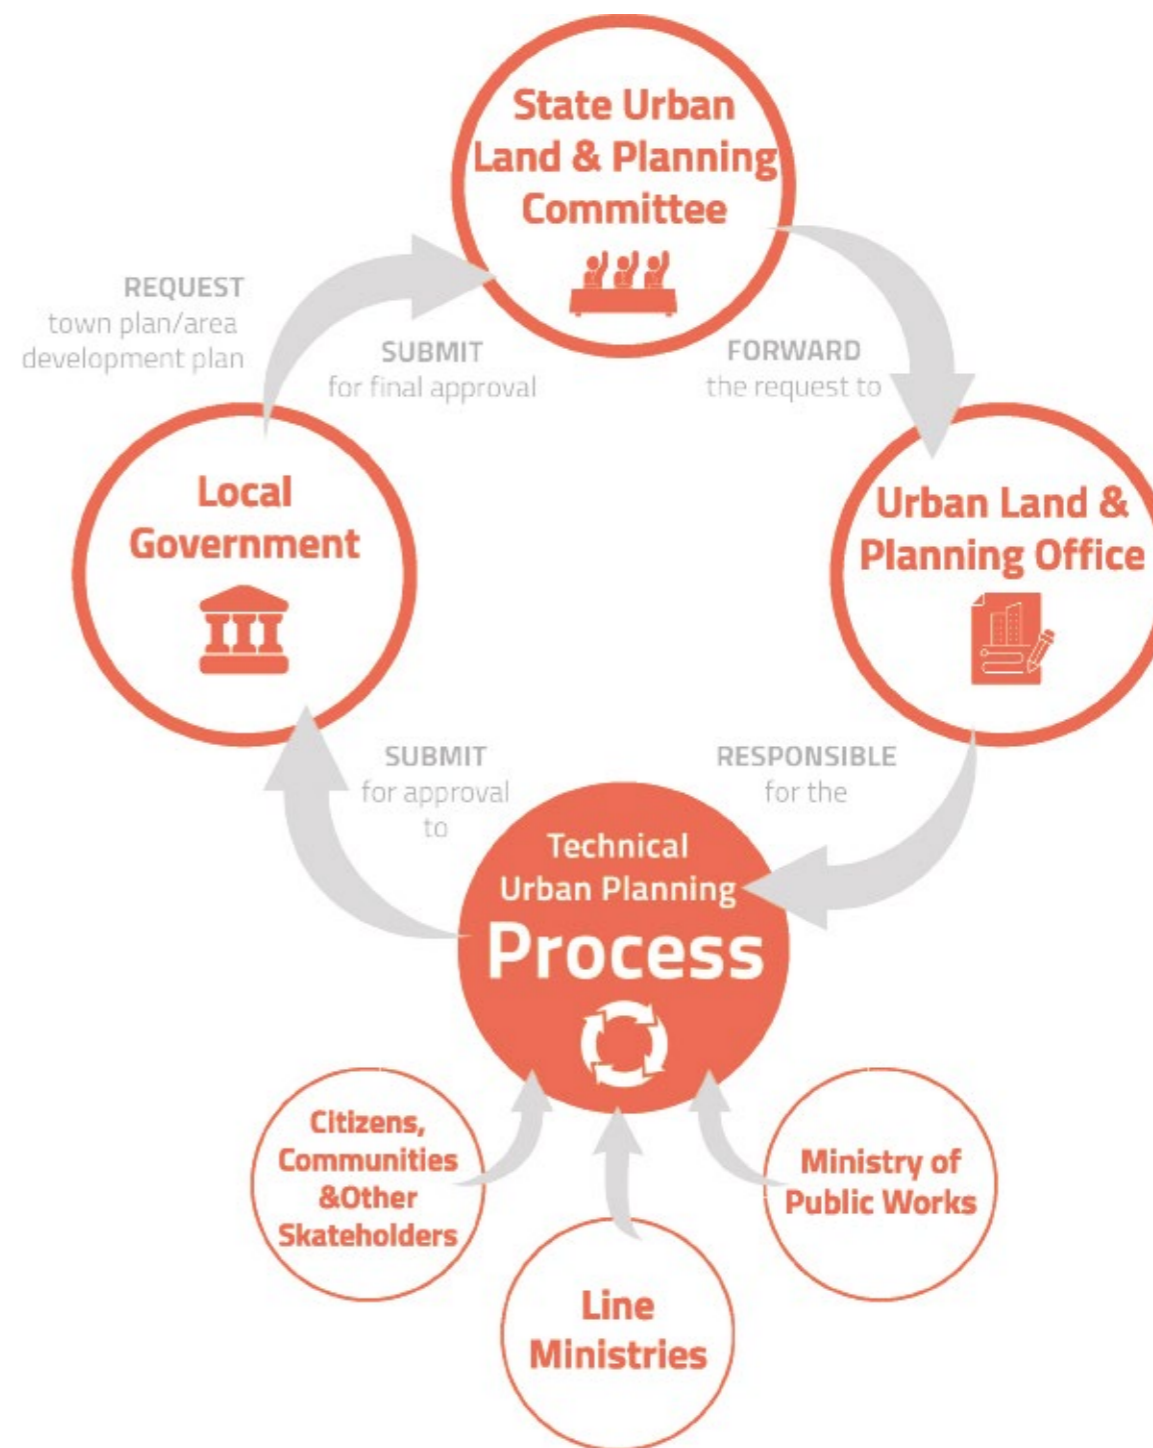 State Urban
Land & Planning
Committee
REQUEST
town plan/area
development plan
SUBMIT
for final approval
FORWARD
the request to
Local
Government
Urban Land &
Planning Office
SUBMIT
for approval
to
RESPONSIBLE
for the
Technical
Urban Planning
Process
Citizens,
Communities
&Other
Skateholders
Line
Ministries
Ministry of
Public Works